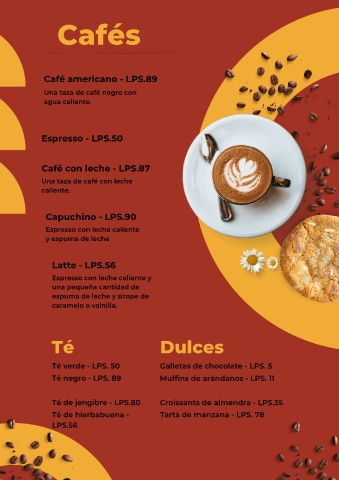 Cafés
Café americano - LPS.89
Una taza de café negro con
agua caliente.
Espresso - LPS.50
Café con leche - LPS.87
Una taza de café con leche
caliente.
Capuchino - LPS.90
Espresso con leche caliente
y espuma de leche
Latte - LPS.56
Espresso con leche caliente y
una pequeña cantidad de
espuma de leche y sirope de
caramelo o vainilla.
Té
Té verde - LPS. 50
Té negro - LPS. 89
Té de jengibre - LPS.80
Té de hierbabuena -
LPS.56
Dulces
Galletas de chocolate - LPS. 5
Muffins de arándanos - LPS. 11
Croissants de almendra - LPS.35
Tarta de manzana - LPS. 78